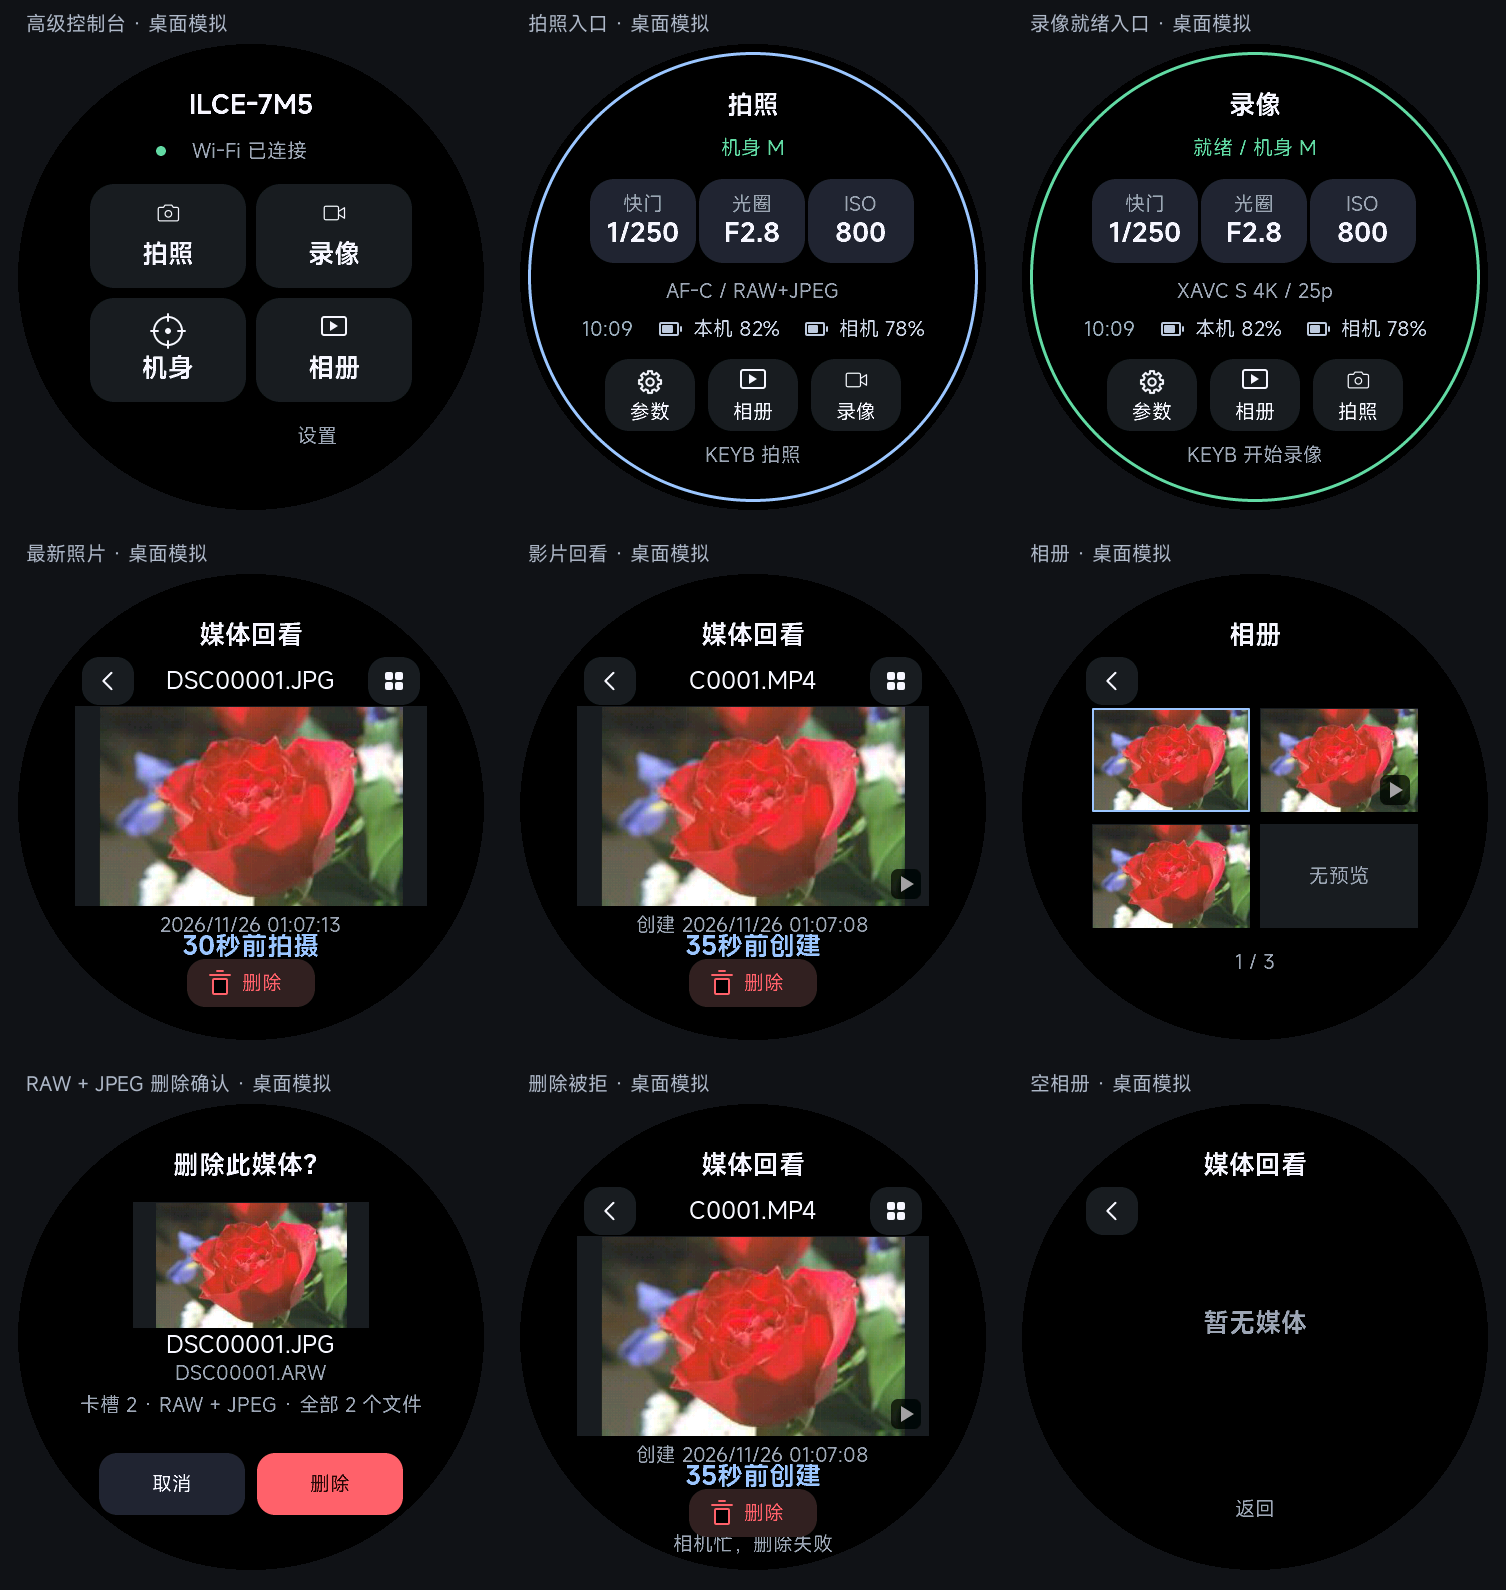 高级控制台 · 桌面模拟
ILCE-7M5
Wi-Fi 已连接
拍照
录像
机身
相册
设置
拍照入口 · 桌面模拟
拍照
机身 M
快门
1/250
光圈
F2.8
ISO
800
AF-C / RAW+JPEG
10:09 本机 82% 相机 78%
参数
相册
录像
KEYB 拍照
录像就绪入口 · 桌面模拟
录像
就绪 / 机身 M
快门
1/250
光圈
F2.8
ISO
800
XAVC S 4K / 25p
10:09 本机 82% 相机 78%
参数
相册
拍照
KEYB 开始录像
最新照片 · 桌面模拟
媒体回看
DSC00001.JPG
2026/11/26 01:07:13
30秒前拍摄
删除
影片回看 · 桌面模拟
媒体回看
C0001.MP4
创建 2026/11/26 01:07:08
35秒前创建
删除
相册 · 桌面模拟
相册
无预览
1 / 3
RAW + JPEG 删除确认 · 桌面模拟
删除此媒体?
DSC00001.JPG
DSC00001.ARW
卡槽 2 · RAW + JPEG · 全部 2 个文件
取消
删除
删除被拒 · 桌面模拟
媒体回看
C0001.MP4
创建 2026/11/26 01:07:08
35秒前创建
删除
相机忙，删除失败
空相册 · 桌面模拟
媒体回看
暂无媒体
返回